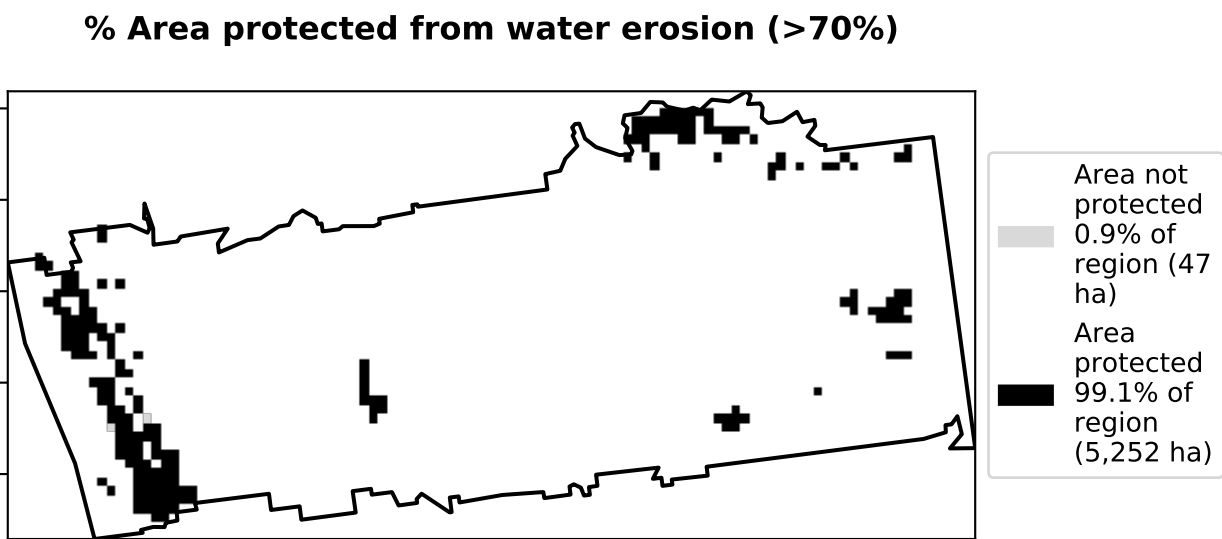 % Area protected from water erosion (>70%)
Area not
protected
0.9% of
region (47
ha)
Area
protected
99.1% of
region
(5,252 ha)